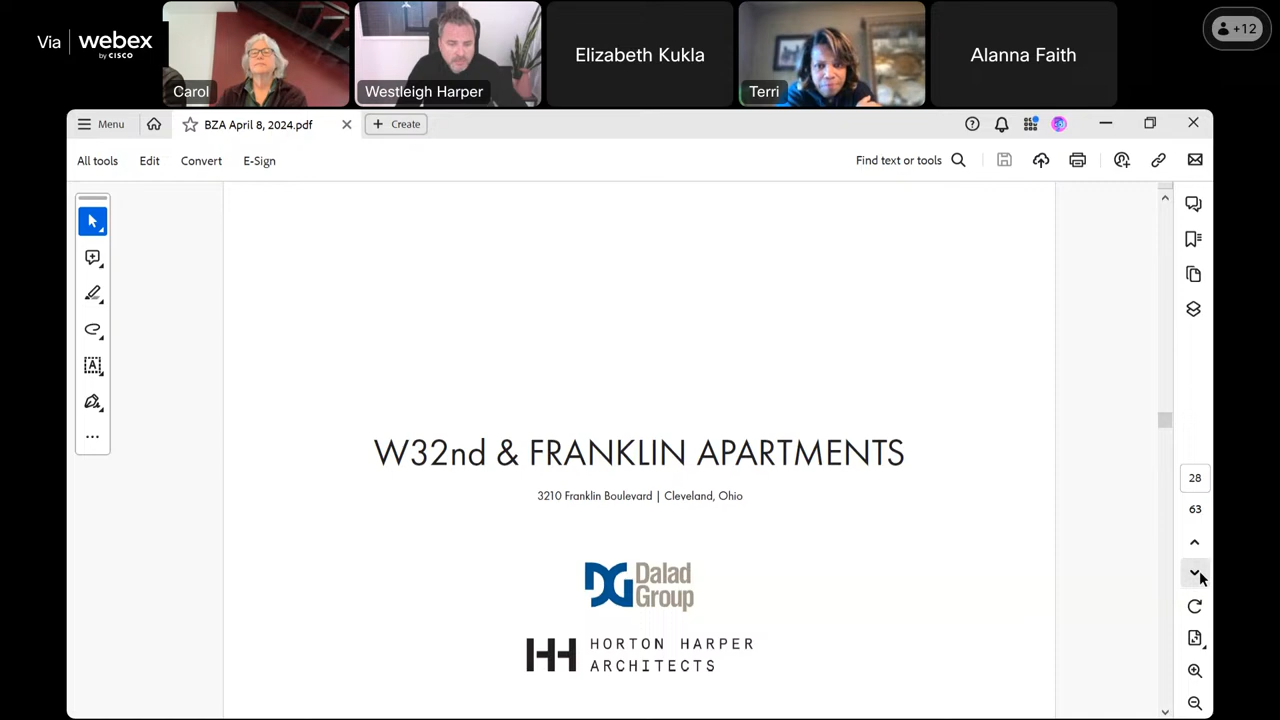 Via webex
by CISCO
Carol
Westleigh Harper
Elizabeth Kukla
Terri
Alanna Faith
+12
Menu
BZA April 8, 2024.pdf
Create
All tools
Edit
Convert
E-Sign
Find text or tools
W32nd & FRANKLIN APARTMENTS
3210 Franklin Boulevard | Cleveland, Ohio
DG Dalad
Group
HH HORTON HARPER
ARCHITECTS
28
63